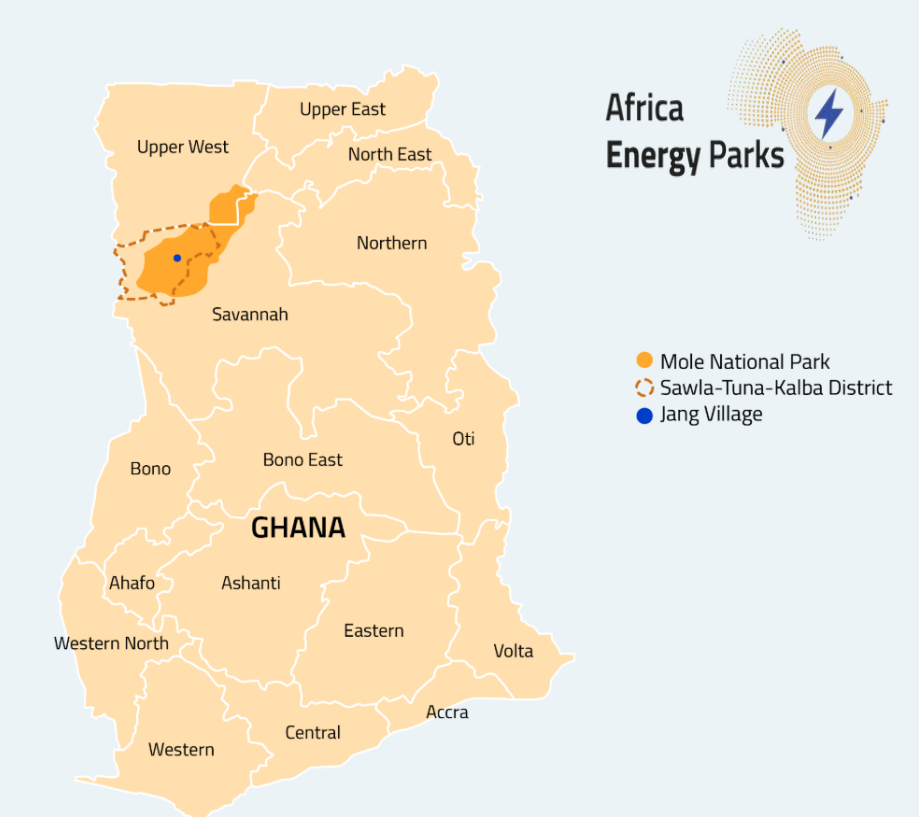 Africa
Energy Parks
Upper East
Upper West
North East
Northern
Savannah
Mole National Park
Sawla-Tuna-Kalba District
Jang Village
Oti
Bono East
Bono
GHANA
Ahafo
Ashanti
Eastern
Western North
Volta
Accra
Central
Western